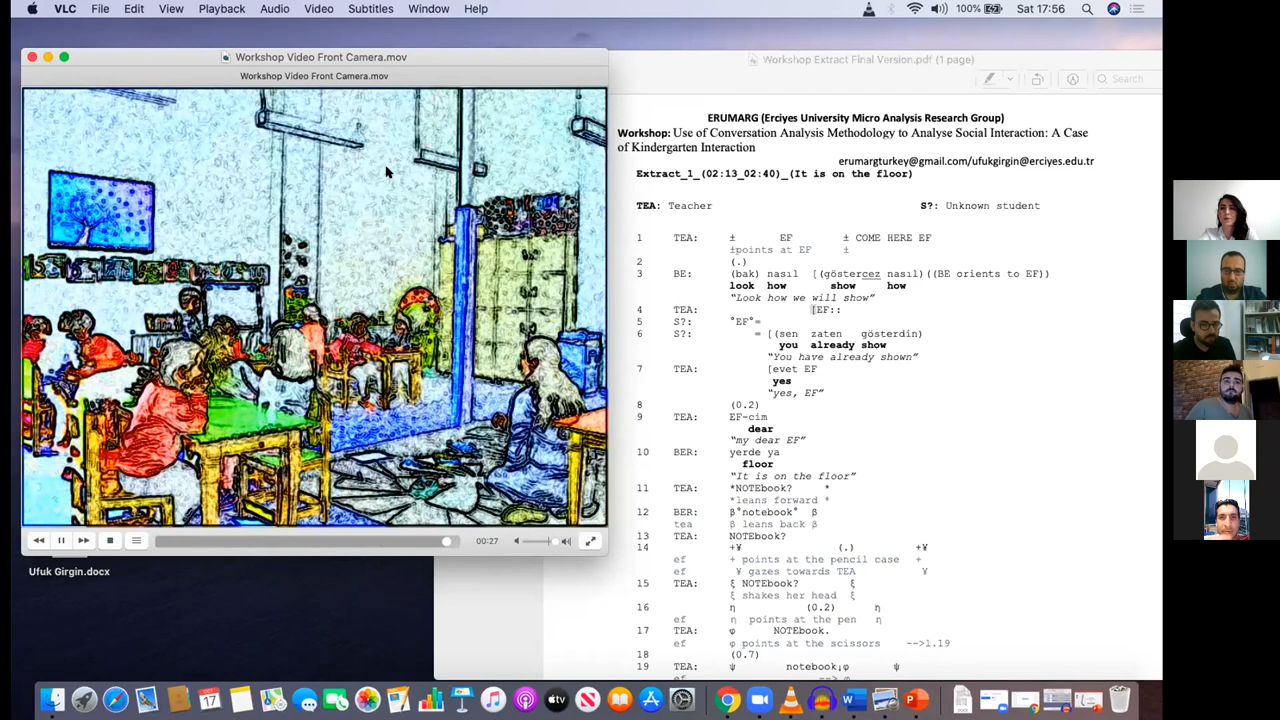 VLC File Edit View Playback Audio Video Subtitles Window Help 100% Sat 17:56
Workshop Video Front Camera.mov
Workshop Video Front Camera.mov
00:27
Ufuk Girgin.docx
Workshop Extract Final Version.pdf (1 page)
Search
ERUMARG (Erciyes University Micro Analysis Research Group)
Workshop: Use of Conversation Analysis Methodology to Analyse Social Interaction: A Case
of Kindergarten Interaction
erumargturkey@gmail.com/ufukgirgin@erciyes.edu.tr
Extract_1_(02:13_02:40)_(It is on the floor)
TEA: Teacher S?: Unknown student
1 TEA: ± EF ± COME HERE EF
±points at EF ±
2 (.)
3 BE: (bak) nasıl [(göstercez nasıl)((BE orients to EF))
look how show how
"Look how we will show"
4 TEA: [EF::
5 S?: °EF°=
6 S?: = [(sen zaten gösterdin)
you already show
"You have already shown"
7 TEA: [evet EF
yes
"yes, EF"
8 (0.2)
9 TEA: EF-cim
dear
"my dear EF"
10 BER: yerde ya
floor
"It is on the floor"
11 TEA: *NOTEbook? *
*leans forward *
12 BER: β°notebook° β
tea β leans back β
13 TEA: NOTEbook?
14 +¥ (.) +¥
ef + points at the pencil case +
ef ¥ gazes towards TEA ¥
15 TEA: ξ NOTEbook? ξ
ξ shakes her head ξ
16 η (0.2) η
ef η points at the pen η
17 TEA: φ NOTEbook.
ef φ points at the scissors -->l.19
18 (0.7)
19 TEA: ψ notebook¡φ ψ
ef --> φ
17
tv